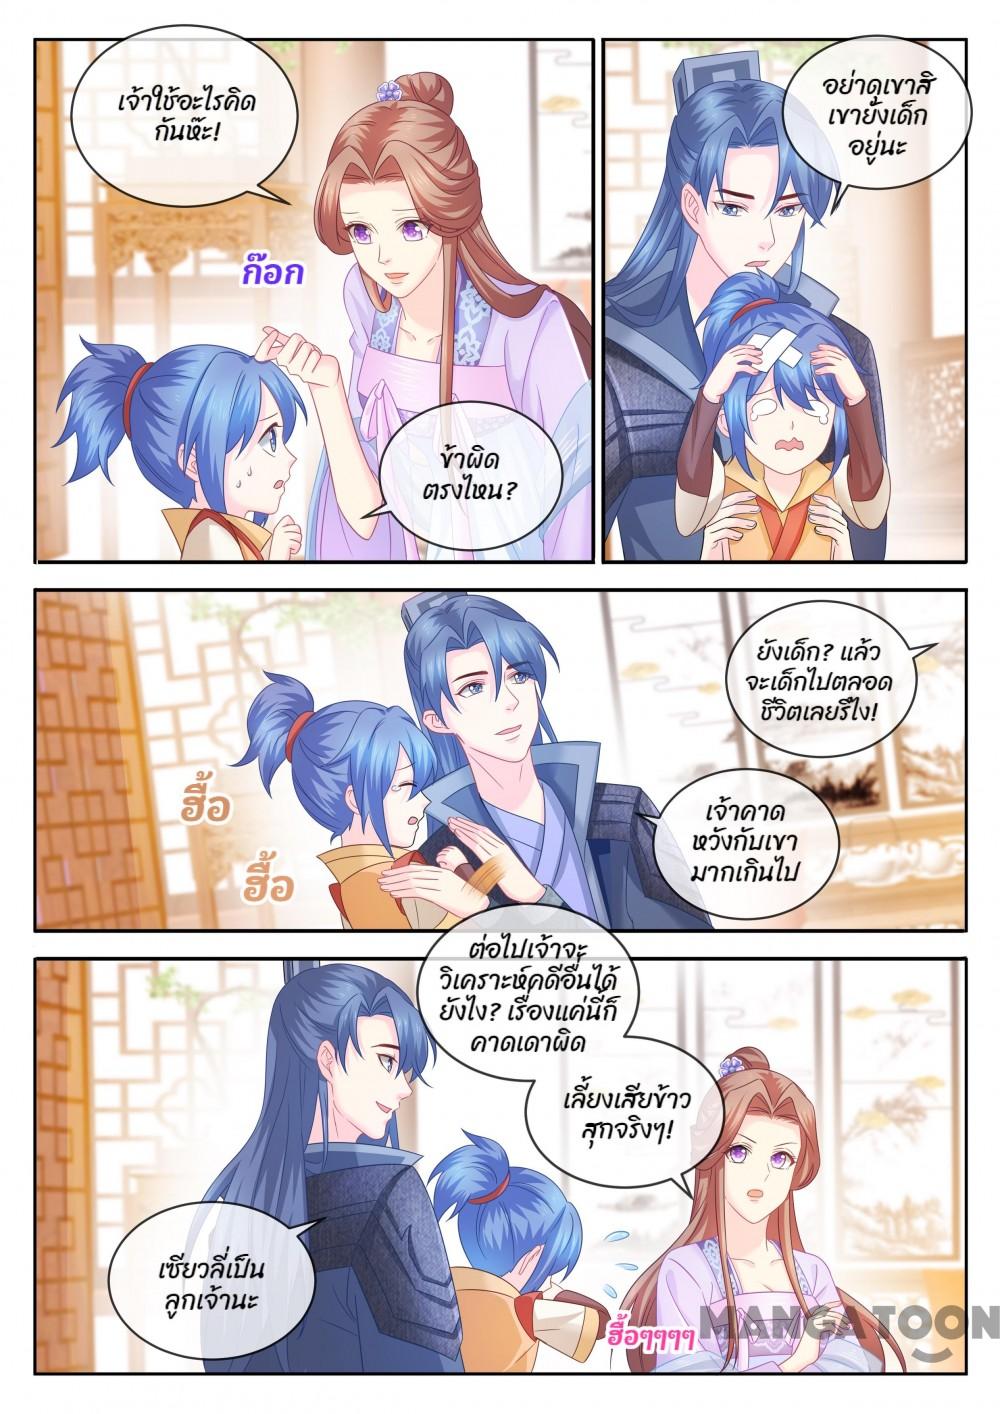 เจ้าใช้อะไรคิด
กันห๊ะ!
ก๊อก
ข้าผิด
ตรงไหน?
อย่าดุเขาสิ
เขายังเด็ก
อยู่นะ
ยังเด็ก? แล้ว
จะเด็กไปตลอด
ชีวิตเลยรึไง!
เจ้าคาด
หวังกับเขา
มากเกินไป
ฮื้อ
ฮื้อ
ต่อไปเจ้าจะ
วิเคราะห์คดีอื่นได้
ยังไง? เรื่องแค่นี้ก็
คาดเดาผิด
เลี้ยงเสียข้าว
สุกจริงๆ!
เซียวลี่เป็น
ลูกเจ้านะ
ฮื้อๆๆๆๆ
MANGATOON